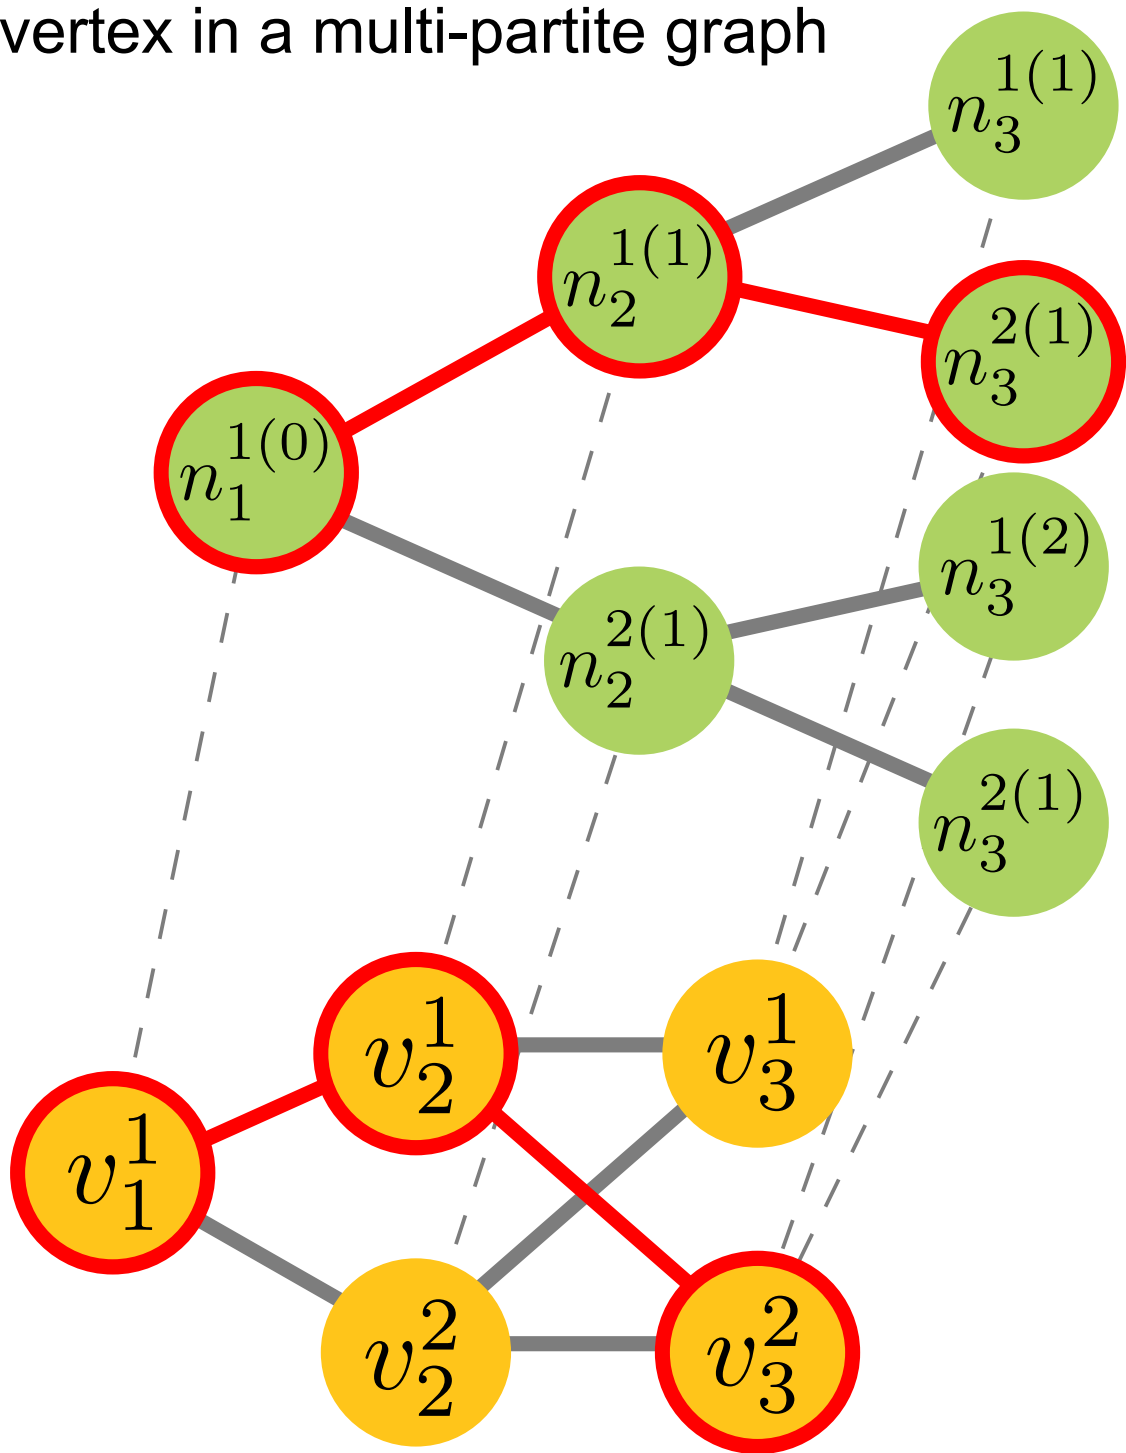 vertex in a multi-partite graph
n_3^{1(1)}
n_2^{1(1)}
n_3^{2(1)}
n_1^{1(0)}
n_3^{1(2)}
n_2^{2(1)}
n_3^{2(1)}
v_2^1
v_3^1
v_1^1
v_2^2
v_3^2